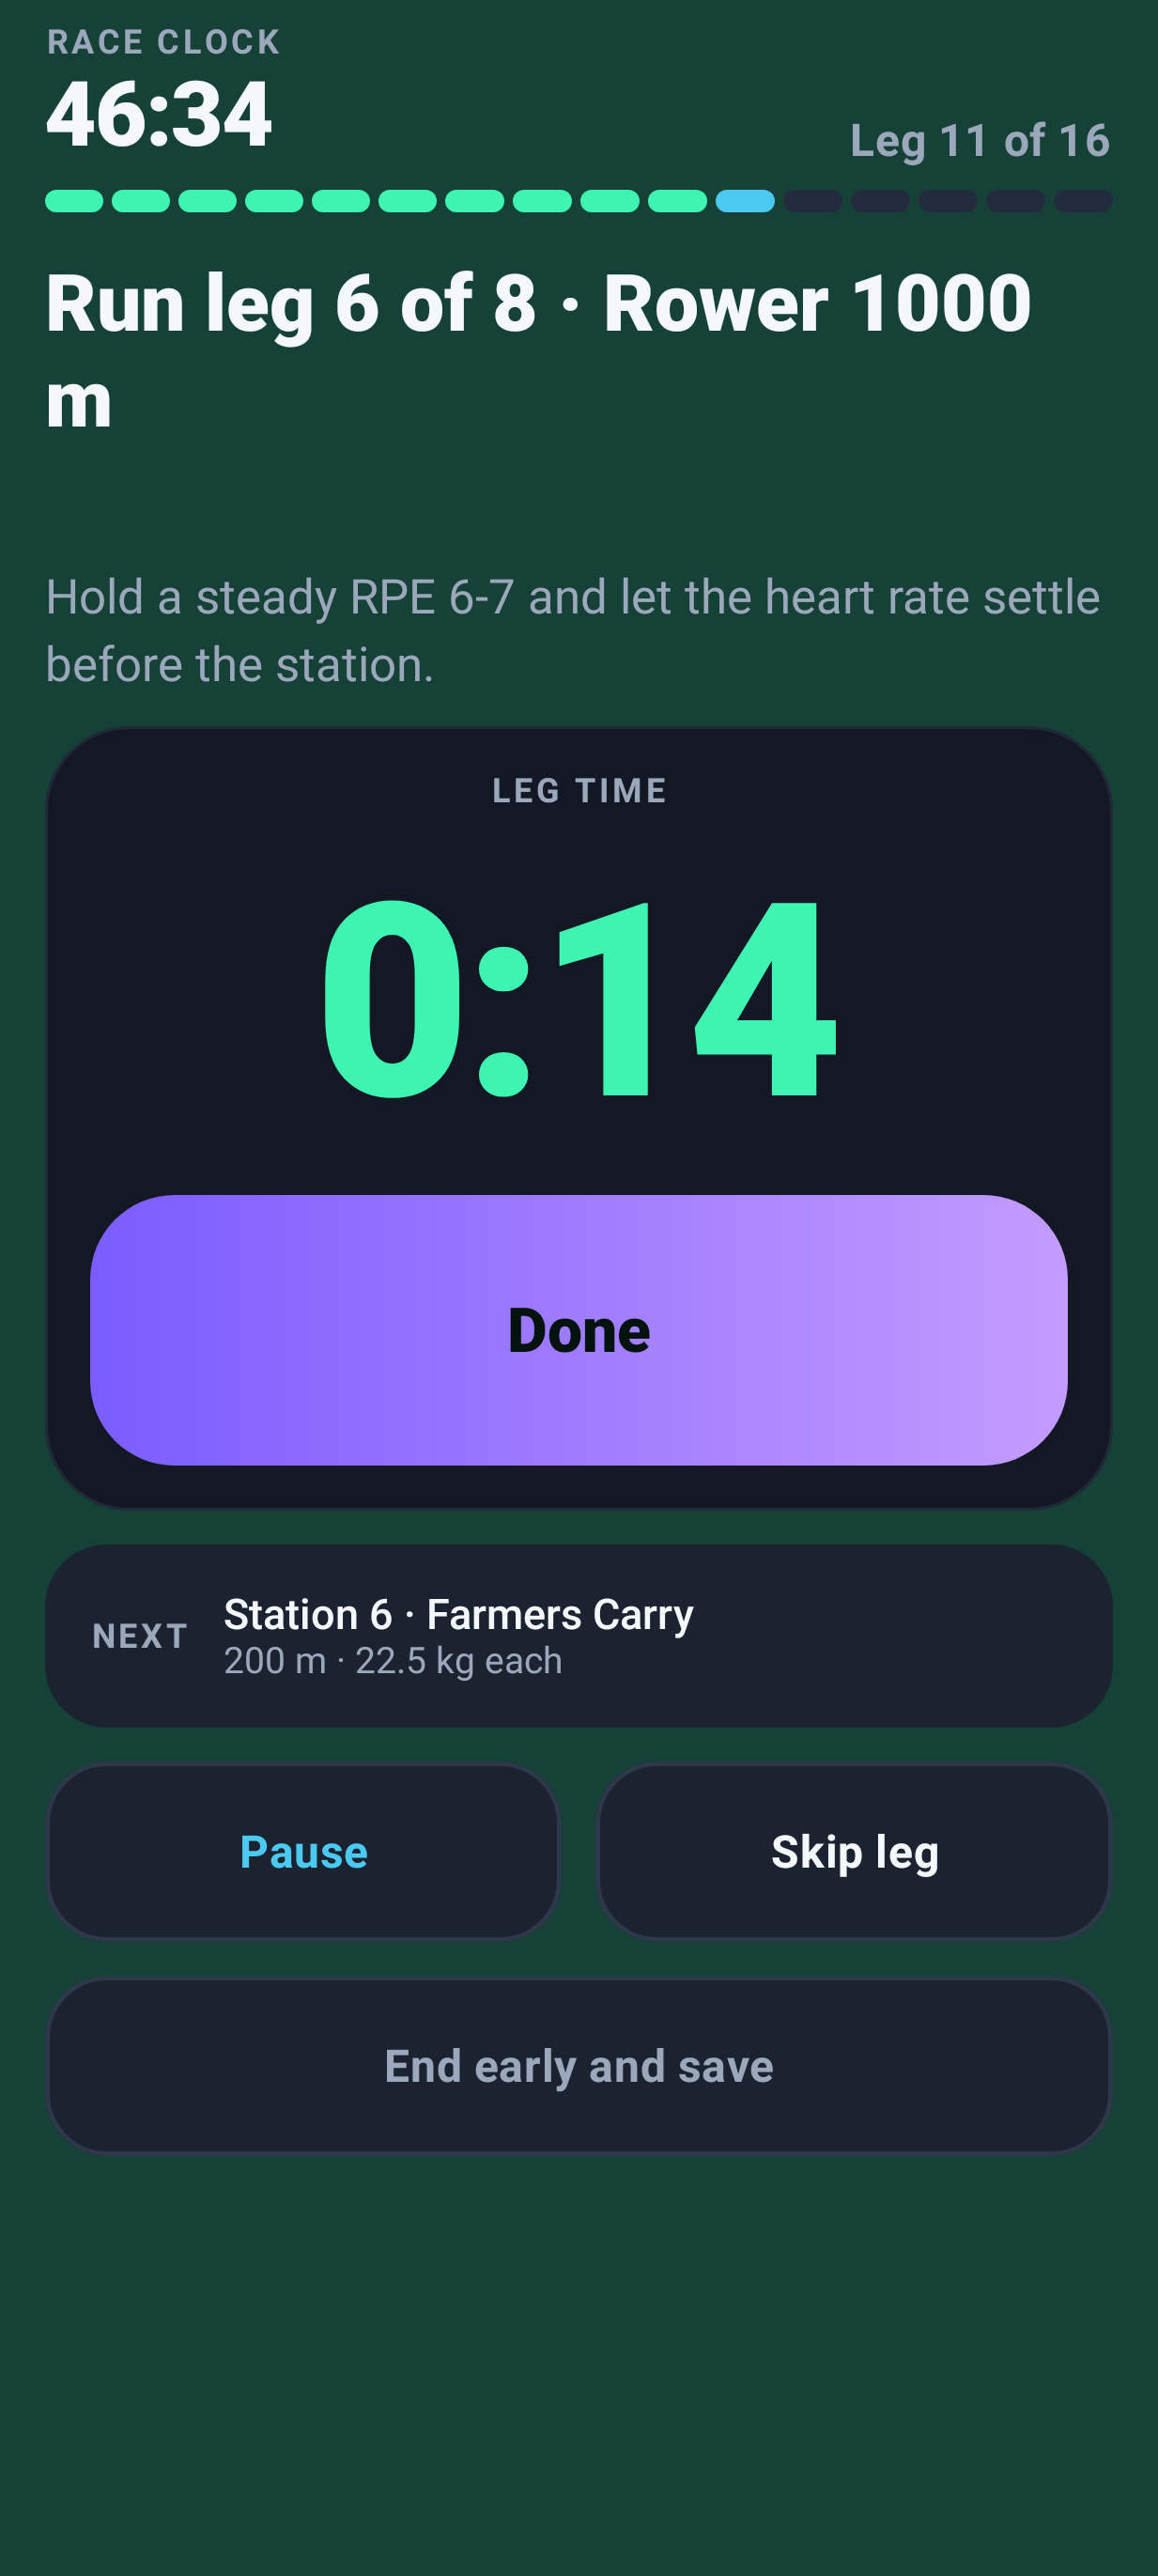 RACE CLOCK
46:34
Leg 11 of 16
Run leg 6 of 8 · Rower 1000
m
Hold a steady RPE 6-7 and let the heart rate settle
before the station.
LEG TIME
0:14
Done
NEXT
Station 6 · Farmers Carry
200 m · 22.5 kg each
Pause
Skip leg
End early and save